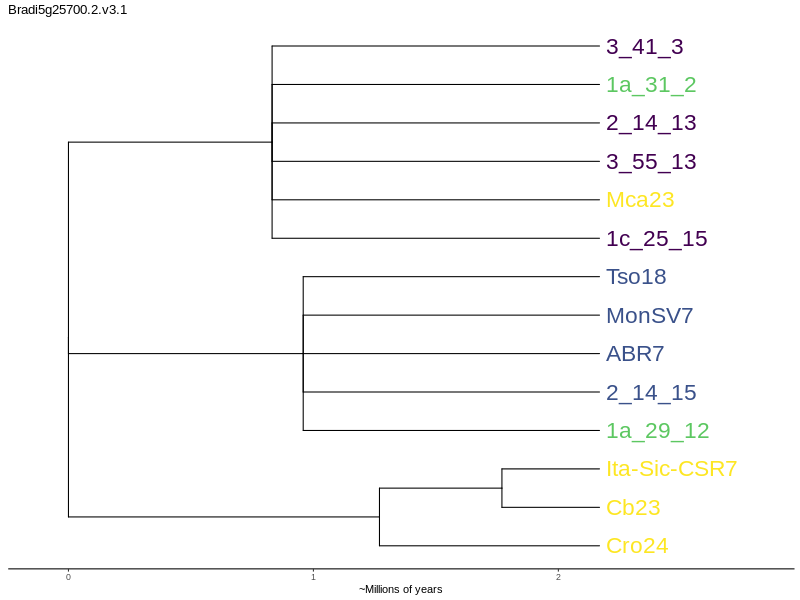 Bradi5g25700.2.v3.1
3_41_3
1a_31_2
2_14_13
3_55_13
Mca23
1c_25_15
Tso18
MonSV7
ABR7
2_14_15
1a_29_12
Ita-Sic-CSR7
Cb23
Cro24
0 1 2
~Millions of years